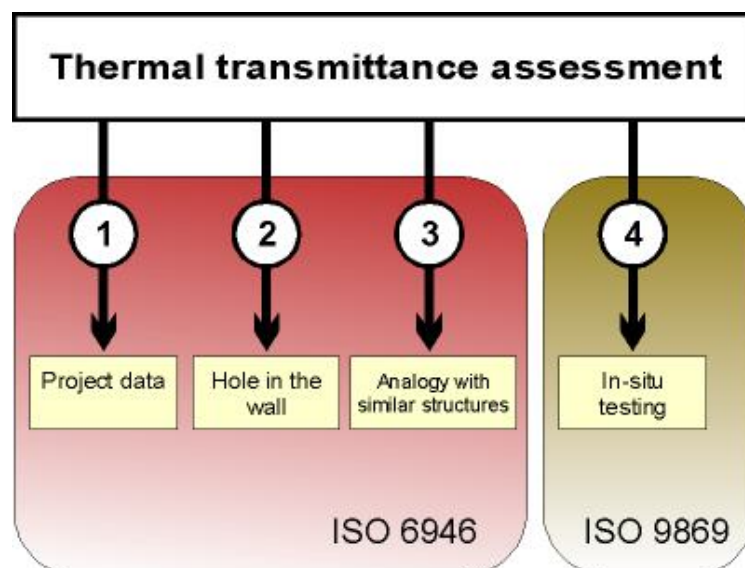 Thermal transmittance assessment
1
2
3
4
Project data
Hole in the
wall
Analogy with
similar structures
In-situ
testing
ISO 6946
ISO 9869